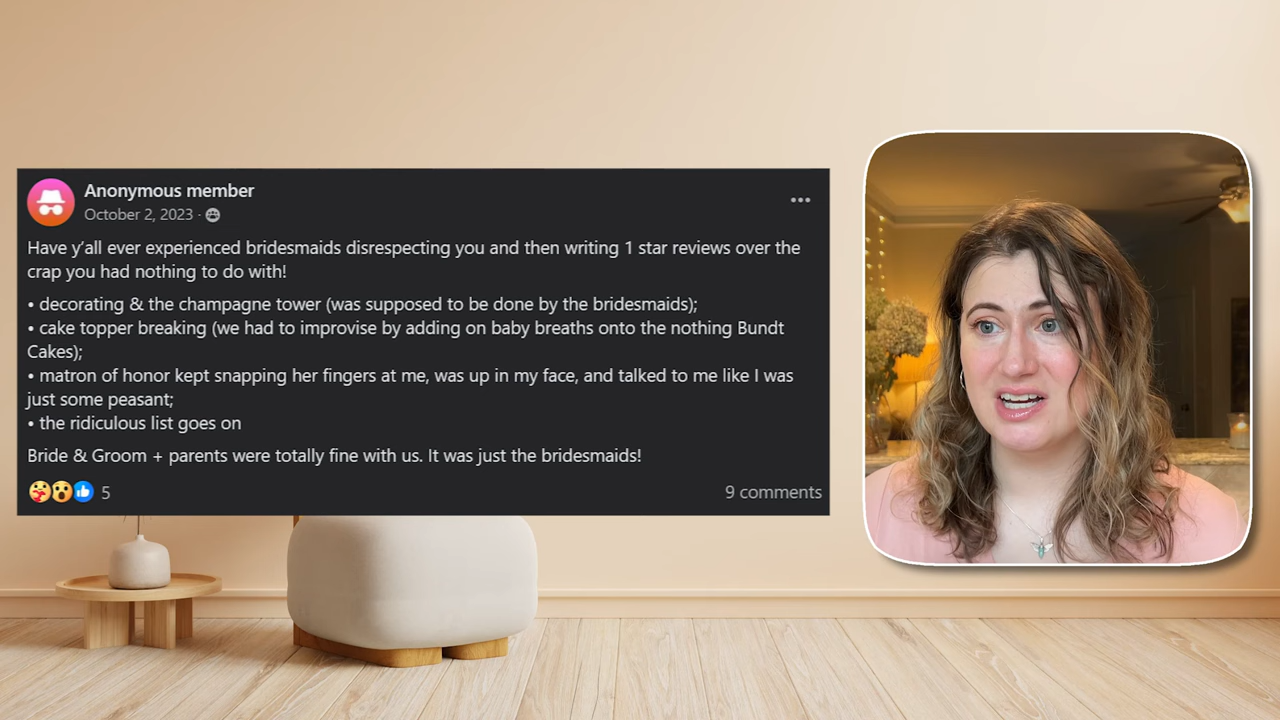 Anonymous member
October 2, 2023 ·
Have y'all ever experienced bridesmaids disrespecting you and then writing 1 star reviews over the
crap you had nothing to do with!
• decorating & the champagne tower (was supposed to be done by the bridesmaids);
• cake topper breaking (we had to improvise by adding on baby breaths onto the nothing Bundt
Cakes);
• matron of honor kept snapping her fingers at me, was up in my face, and talked to me like I was
just some peasant;
• the ridiculous list goes on
Bride & Groom + parents were totally fine with us. It was just the bridesmaids!
5
9 comments